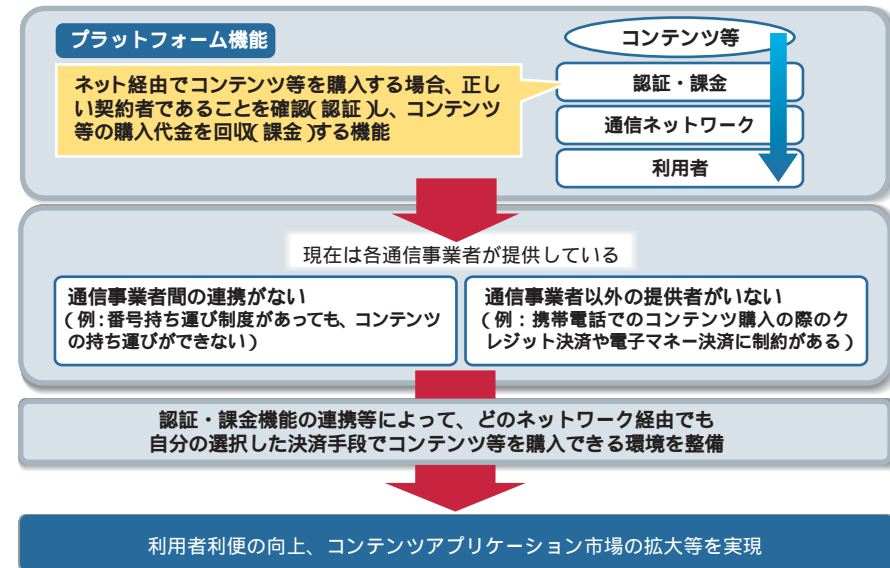 プラットフォーム機能
ネット経由でコンテンツ等を購入する場合、正し
い契約者であることを確認(認証)し、コンテンツ
等の購入代金を回収(課金)する機能
コンテンツ等
認証・課金
通信ネットワーク
利用者
現在は各通信事業者が提供している
通信事業者間の連携がない
(例:番号持ち運び制度があっても、コンテンツ
の持ち運びができない)
通信事業者以外の提供者がいない
(例:携帯電話でのコンテンツ購入の際のク
レジット決済や電子マネー決済に制約がある)
認証・課金機能の連携等によって、どのネットワーク経由でも
自分の選択した決済手段でコンテンツ等を購入できる環境を整備
利用者利便の向上、コンテンツアプリケーション市場の拡大等を実現